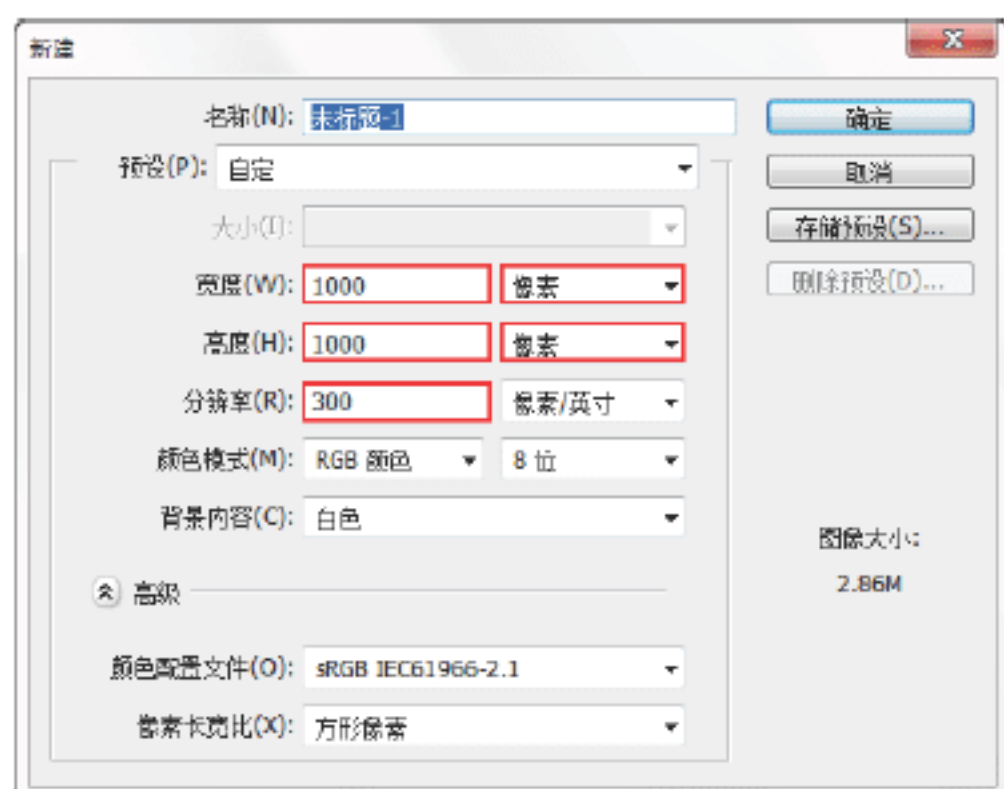 新建
名称(N): 未标题-1
确定
预设(P): 自定
取消
大小(I):
存储预设(S)...
宽度(W): 1000 像素
删除预设(D)...
高度(H): 1000 像素
分辨率(R): 300 像素/英寸
颜色模式(M): RGB 颜色 8 位
背景内容(C): 白色
图像大小:
2.86M
高级
颜色配置文件(O): sRGB IEC61966-2.1
像素长宽比(X): 方形像素